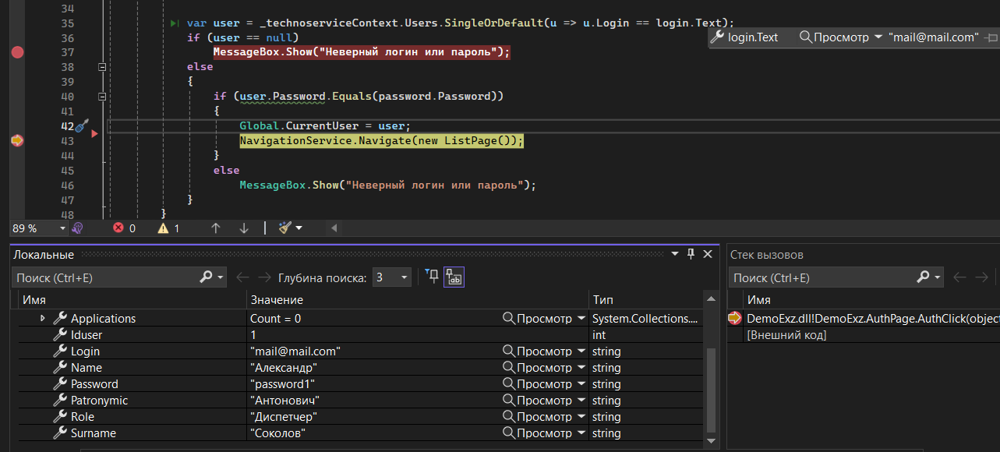 34
35 var user = _technoserviceContext.Users.SingleOrDefault(u => u.Login == login.Text);
36 if (user == null)
login.Text Просмотр "mail@mail.com"
37 MessageBox.Show("Неверный логин или пароль");
38 else
39 {
40 if (user.Password.Equals(password.Password))
41 {
42 Global.CurrentUser = user;
43 NavigationService.Navigate(new ListPage());
44 }
45 else
46 MessageBox.Show("Неверный логин или пароль");
47 }
48 }
89 % 0 1
Локальные
Поиск (Ctrl+E) Глубина поиска: 3
Имя Значение Тип
Applications Count = 0 Просмотр System.Collections....
Iduser 1 int
Login "mail@mail.com" Просмотр string
Name "Александр" Просмотр string
Password "password1" Просмотр string
Patronymic "Антонович" Просмотр string
Role "Диспетчер" Просмотр string
Surname "Соколов" Просмотр string
Стек вызовов
Поиск (Ctrl+E)
Имя
DemoExz.dll!DemoExz.AuthPage.AuthClick(object
[Внешний код]